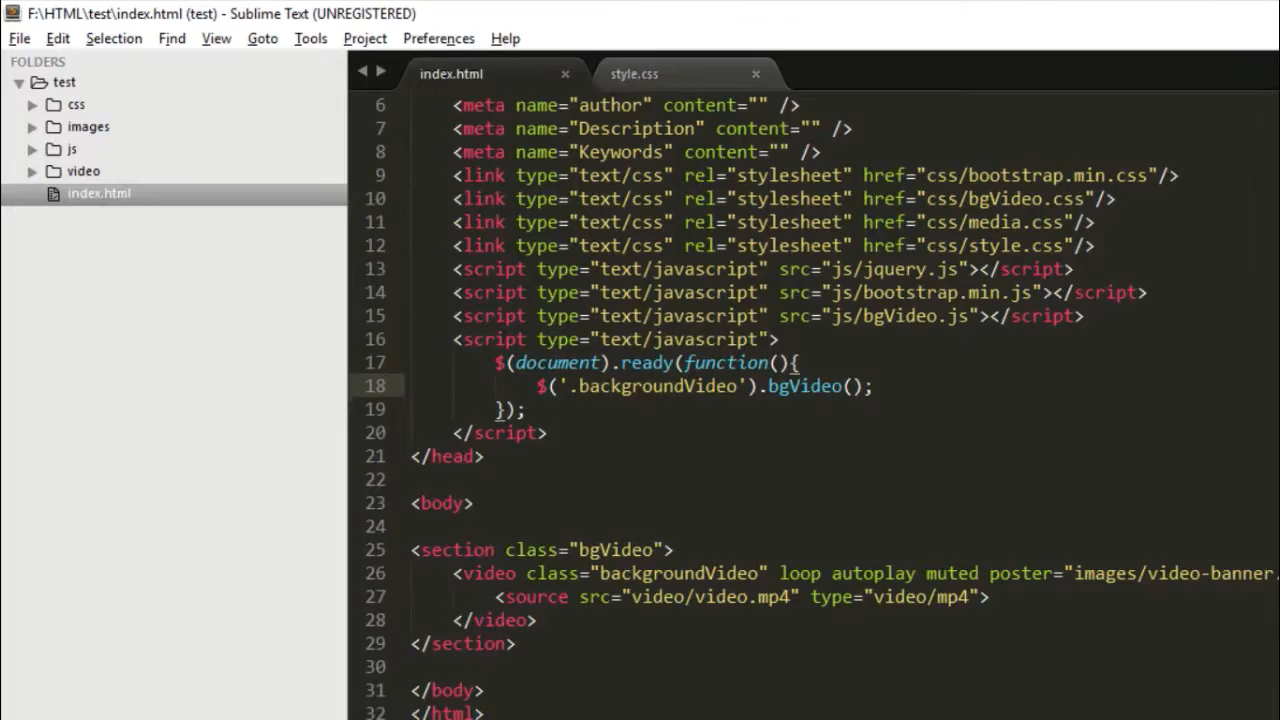 F:\HTML\test\index.html (test) - Sublime Text (UNREGISTERED)
File Edit Selection Find View Goto Tools Project Preferences Help
FOLDERS
test
css
images
js
video
index.html
index.html × style.css ×
6 <meta name="author" content="" />
7 <meta name="Description" content="" />
8 <meta name="Keywords" content="" />
9 <link type="text/css" rel="stylesheet" href="css/bootstrap.min.css"/>
10 <link type="text/css" rel="stylesheet" href="css/bgVideo.css"/>
11 <link type="text/css" rel="stylesheet" href="css/media.css"/>
12 <link type="text/css" rel="stylesheet" href="css/style.css"/>
13 <script type="text/javascript" src="js/jquery.js"></script>
14 <script type="text/javascript" src="js/bootstrap.min.js"></script>
15 <script type="text/javascript" src="js/bgVideo.js"></script>
16 <script type="text/javascript">
17 $(document).ready(function(){
18 $('.backgroundVideo').bgVideo();
19 });
20 </script>
21 </head>
22
23 <body>
24
25 <section class="bgVideo">
26 <video class="backgroundVideo" loop autoplay muted poster="images/video-banner.
27 <source src="video/video.mp4" type="video/mp4">
28 </video>
29 </section>
30
31 </body>
32 </html>